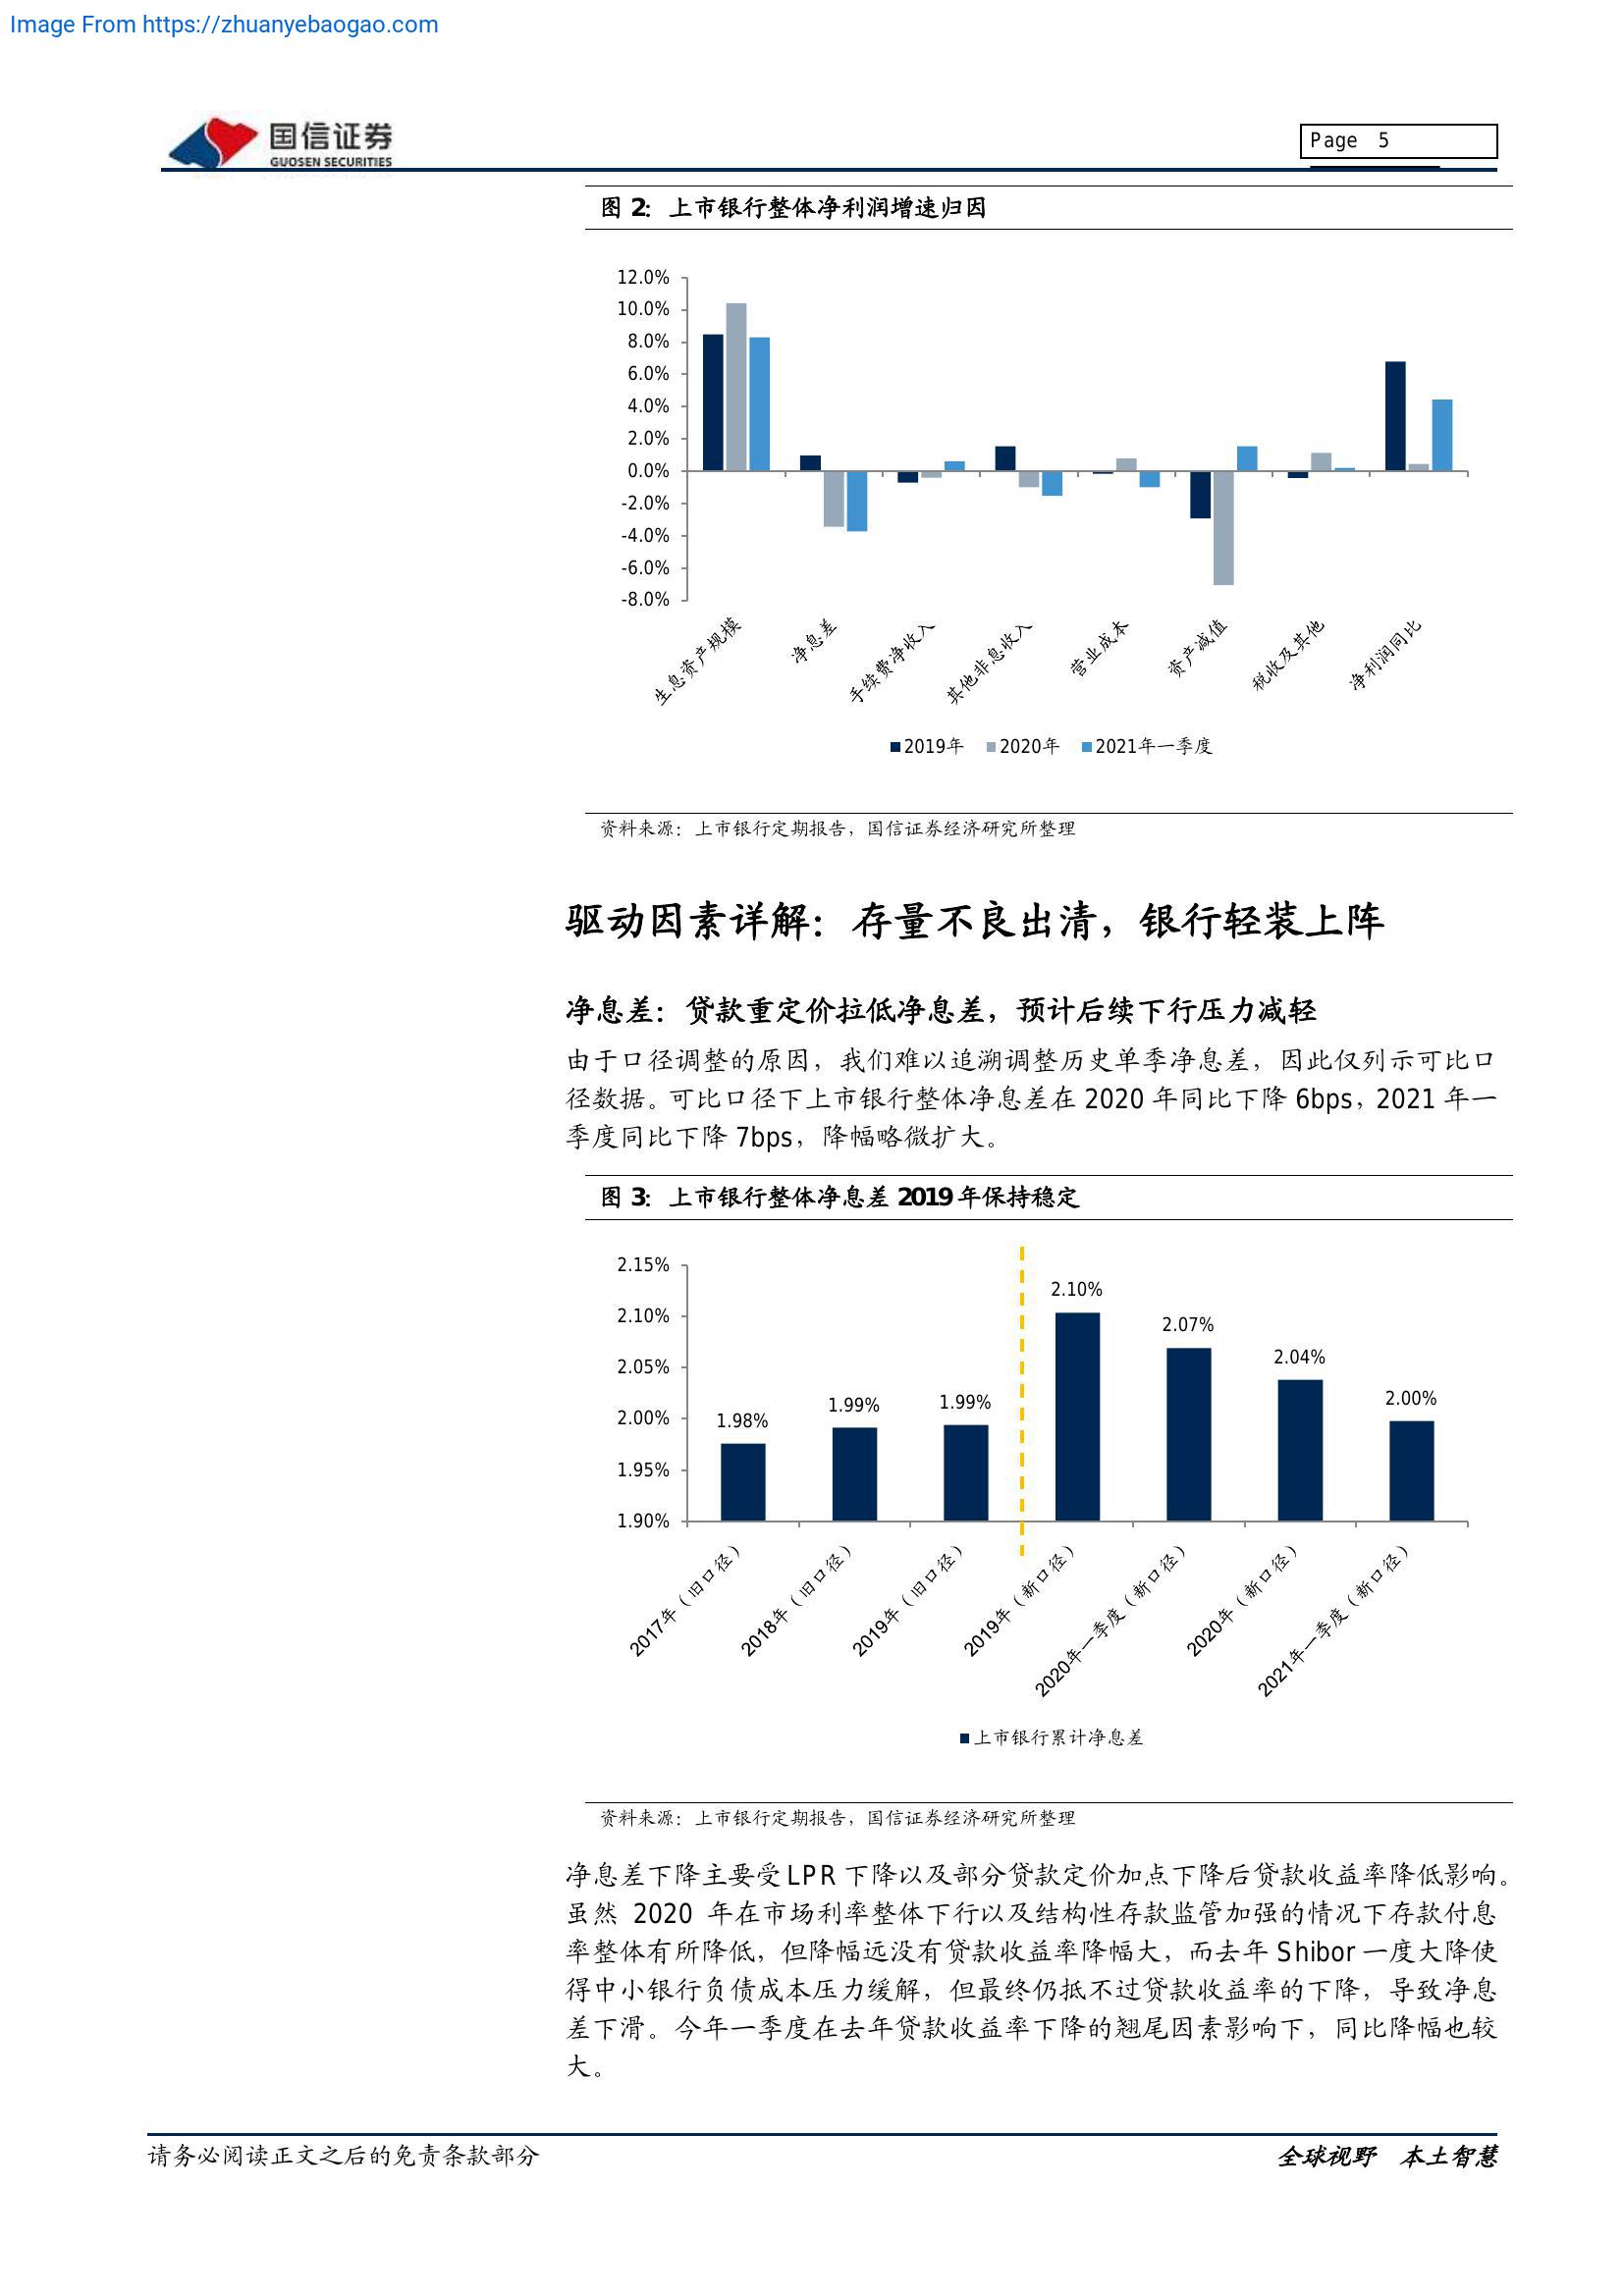 Image From https://zhuanyebaogao.com
国信证券
GUOSEN SECURITIES
Page 5
图 2：上市银行整体净利润增速归因
12.0%
10.0%
8.0%
6.0%
4.0%
2.0%
0.0%
-2.0%
-4.0%
-6.0%
-8.0%
生息资产规模
净息差
手续费净收入
其他非息收入
营业成本
资产减值
税收及其他
净利润同比
2019年 2020年 2021年一季度
资料来源：上市银行定期报告，国信证券经济研究所整理
驱动因素详解：存量不良出清，银行轻装上阵
净息差：贷款重定价拉低净息差，预计后续下行压力减轻
由于口径调整的原因，我们难以追溯调整历史单季净息差，因此仅列示可比口
径数据。可比口径下上市银行整体净息差在 2020 年同比下降 6bps，2021 年一
季度同比下降 7bps，降幅略微扩大。
图 3：上市银行整体净息差 2019 年保持稳定
2.15%
2.10%
2.05%
2.00%
1.95%
1.90%
1.98%
1.99%
1.99%
2.10%
2.07%
2.04%
2.00%
2017年（旧口径）
2018年（旧口径）
2019年（旧口径）
2019年（新口径）
2020年一季度（新口径）
2020年（新口径）
2021年一季度（新口径）
上市银行累计净息差
资料来源：上市银行定期报告，国信证券经济研究所整理
净息差下降主要受 LPR 下降以及部分贷款定价加点下降后贷款收益率降低影响。
虽然 2020 年在市场利率整体下行以及结构性存款监管加强的情况下存款付息
率整体有所降低，但降幅远没有贷款收益率降幅大，而去年 Shibor 一度大降使
得中小银行负债成本压力缓解，但最终仍抵不过贷款收益率的下降，导致净息
差下滑。今年一季度在去年贷款收益率下降的翘尾因素影响下，同比降幅也较
大。
请务必阅读正文之后的免责条款部分
全球视野 本土智慧